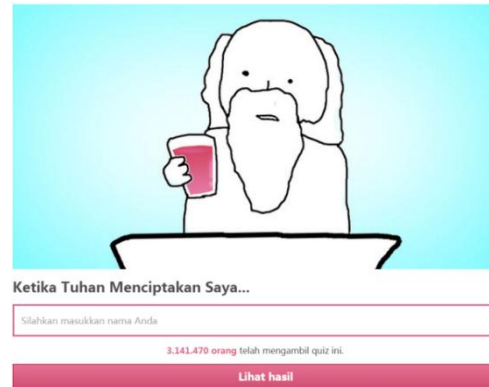 Ketika Tuhan Menciptakan Saya...
Silahkan masukkan nama Anda
3.141.470 orang telah mengambil quiz ini.
Lihat hasil